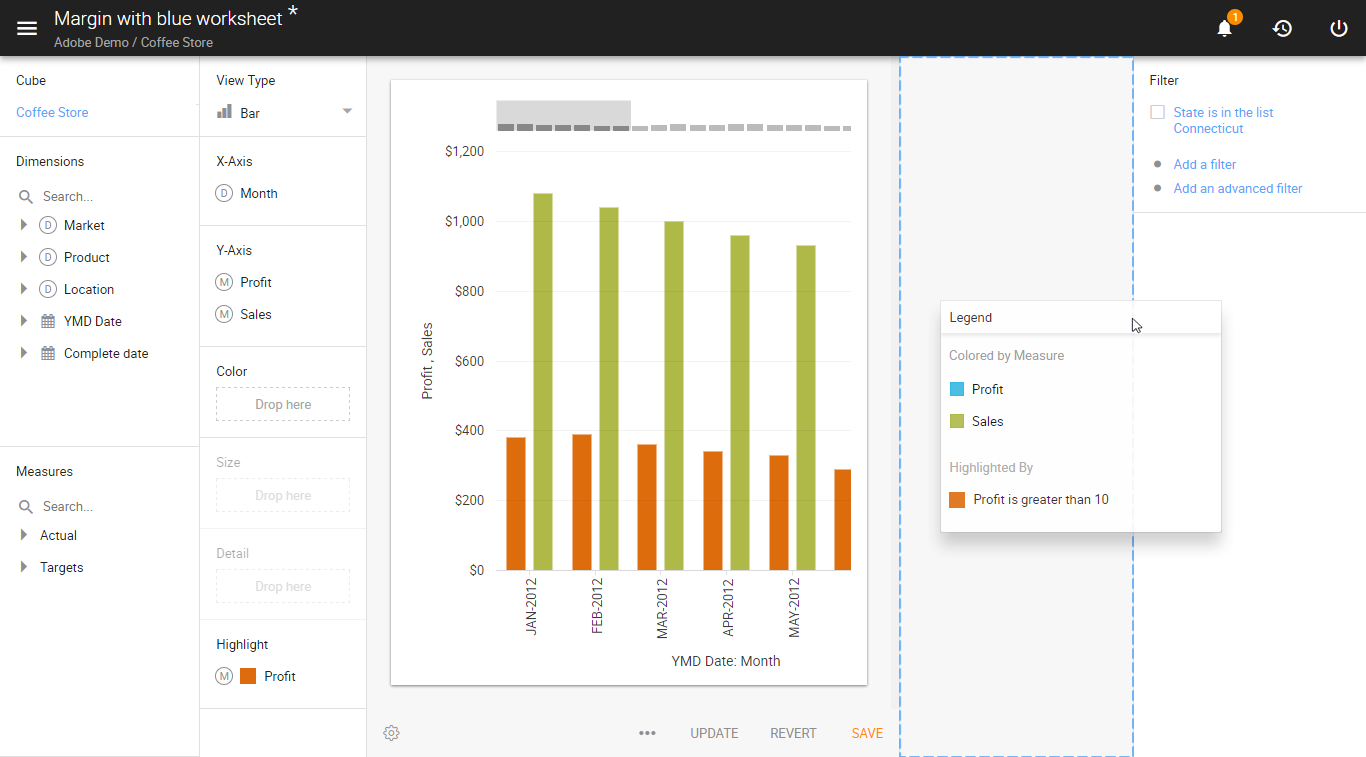 Margin with blue worksheet *
Adobe Demo / Coffee Store
1
Cube
Coffee Store
Dimensions
Search...
D Market
D Product
D Location
YMD Date
Complete date
Measures
Search...
Actual
Targets
View Type
Bar
X-Axis
D Month
Y-Axis
M Profit
M Sales
Color
Drop here
Size
Drop here
Detail
Drop here
Highlight
M Profit
$1,200
$1,000
$800
$600
$400
$200
$0
Profit , Sales
JAN-2012
FEB-2012
MAR-2012
APR-2012
MAY-2012
YMD Date: Month
UPDATE
REVERT
SAVE
Legend
Colored by Measure
Profit
Sales
Highlighted By
Profit is greater than 10
Filter
State is in the list
Connecticut
Add a filter
Add an advanced filter